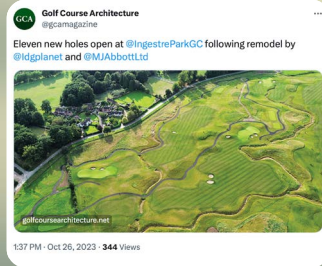 GCA
Golf Course Architecture
@gcamagazine
Eleven new holes open at @IngestreParkGC following remodel by
@ldgplanet and @MJAbbottLtd
golfcoursearchitecture.net
1:37 PM · Oct 26, 2023 · 344 Views